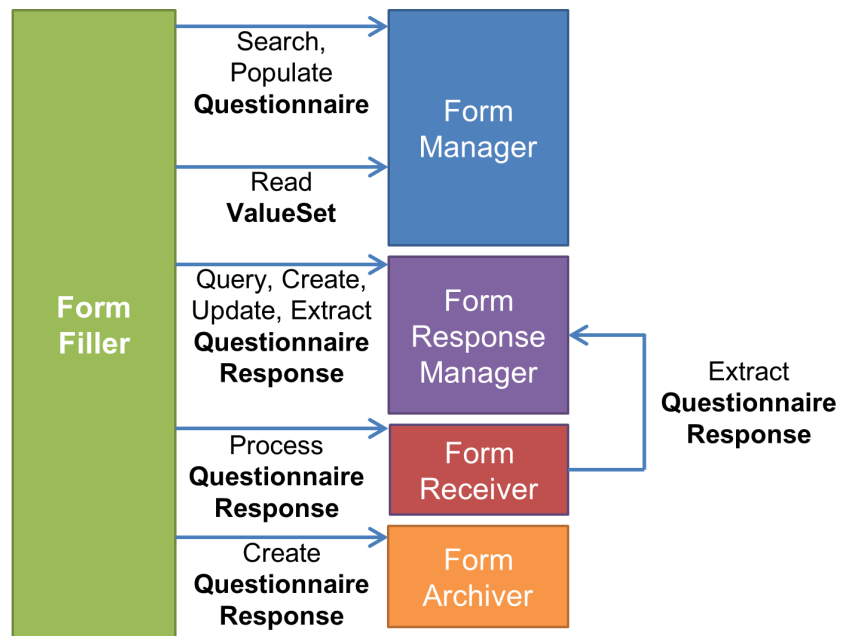 Form
Filler
Search,
Populate
Questionnaire
Read
ValueSet
Form
Manager
Query, Create,
Update, Extract
Questionnaire
Response
Form
Response
Manager
Extract
Questionnaire
Response
Process
Questionnaire
Response
Form
Receiver
Create
Questionnaire
Response
Form
Archiver